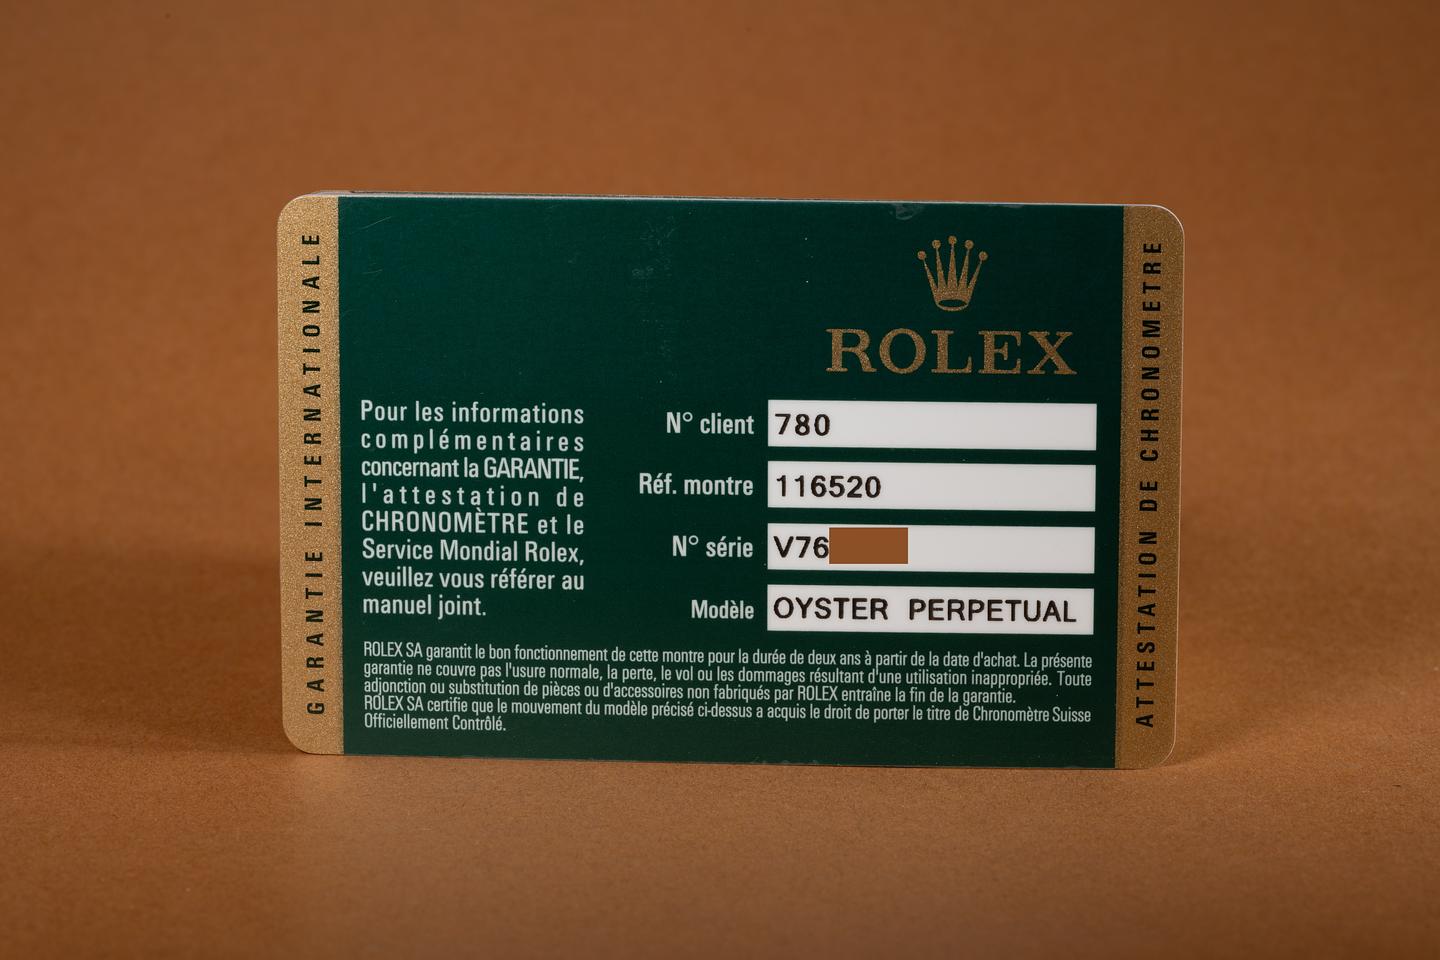 GARANTIE INTERNATIONALE
ROLEX
Pour les informations
complémentaires
concernant la GARANTIE,
l'attestation de
CHRONOMÈTRE et le
Service Mondial Rolex,
veuillez vous référer au
manuel joint.
N° client 780
Réf. montre 116520
N° série V76
Modèle OYSTER PERPETUAL
ROLEX SA garantit le bon fonctionnement de cette montre pour la durée de deux ans à partir de la date d'achat. La présente
garantie ne couvre pas l'usure normale, la perte, le vol ou les dommages résultant d'une utilisation inappropriée. Toute
adjonction ou substitution de pièces ou d'accessoires non fabriqués par ROLEX entraîne la fin de la garantie.
ROLEX SA certifie que le mouvement du modèle précisé ci-dessus a acquis le droit de porter le titre de Chronomètre Suisse
Officiellement Contrôlé.
ATTESTATION DE CHRONOMETRE